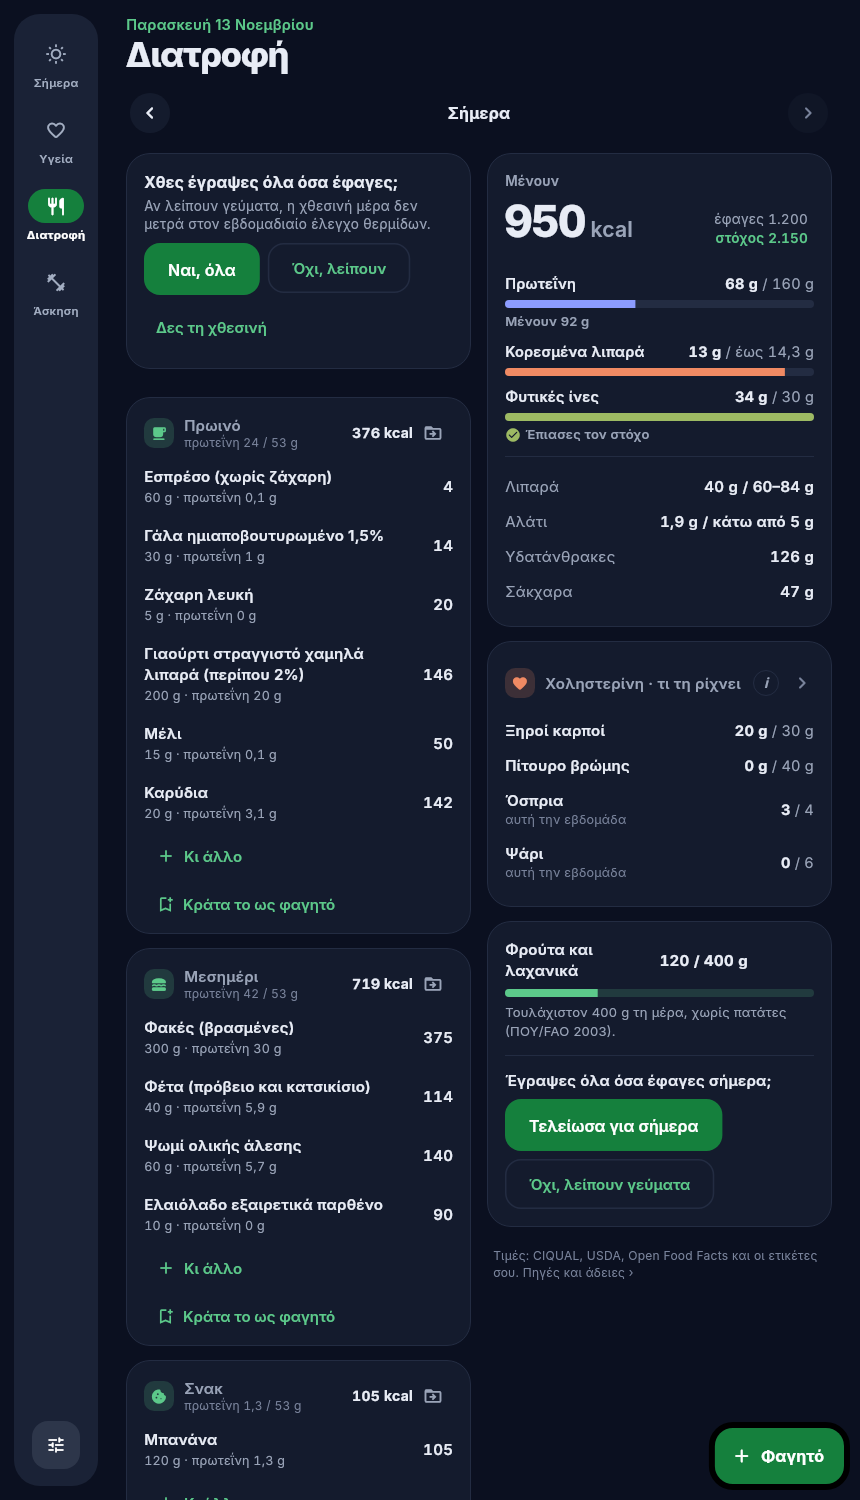 Παρασκευή 13 Νοεμβρίου
Διατροφή
Σήμερα
Υγεία
Διατροφή
Άσκηση
Σήμερα
Χθες έγραψες όλα όσα έφαγες;
Αν λείπουν γεύματα, η χθεσινή μέρα δεν
μετρά στον εβδομαδιαίο έλεγχο θερμίδων.
Ναι, όλα
Όχι, λείπουν
Δες τη χθεσινή
Πρωινό
πρωτεΐνη 24 / 53 g
376 kcal
Εσπρέσο (χωρίς ζάχαρη)
60 g · πρωτεΐνη 0,1 g
4
Γάλα ημιαποβουτυρωμένο 1,5%
30 g · πρωτεΐνη 1 g
14
Ζάχαρη λευκή
5 g · πρωτεΐνη 0 g
20
Γιαούρτι στραγγιστό χαμηλά
λιπαρά (περίπου 2%)
200 g · πρωτεΐνη 20 g
146
Μέλι
15 g · πρωτεΐνη 0,1 g
50
Καρύδια
20 g · πρωτεΐνη 3,1 g
142
Κι άλλο
Κράτα το ως φαγητό
Μεσημέρι
πρωτεΐνη 42 / 53 g
719 kcal
Φακές (βρασμένες)
300 g · πρωτεΐνη 30 g
375
Φέτα (πρόβειο και κατσικίσιο)
40 g · πρωτεΐνη 5,9 g
114
Ψωμί ολικής άλεσης
60 g · πρωτεΐνη 5,7 g
140
Ελαιόλαδο εξαιρετικά παρθένο
10 g · πρωτεΐνη 0 g
90
Κι άλλο
Κράτα το ως φαγητό
Σνακ
πρωτεΐνη 1,3 / 53 g
105 kcal
Μπανάνα
120 g · πρωτεΐνη 1,3 g
105
Μένουν
950 kcal
έφαγες 1.200
στόχος 2.150
Πρωτεΐνη
68 g / 160 g
Μένουν 92 g
Κορεσμένα λιπαρά
13 g / έως 14,3 g
Φυτικές ίνες
34 g / 30 g
Έπιασες τον στόχο
Λιπαρά
40 g / 60–84 g
Αλάτι
1,9 g / κάτω από 5 g
Υδατάνθρακες
126 g
Σάκχαρα
47 g
Χοληστερίνη · τι τη ρίχνει
i
Ξηροί καρποί
20 g / 30 g
Πίτουρο βρώμης
0 g / 40 g
Όσπρια
αυτή την εβδομάδα
3 / 4
Ψάρι
αυτή την εβδομάδα
0 / 6
Φρούτα και
λαχανικά
120 / 400 g
Τουλάχιστον 400 g τη μέρα, χωρίς πατάτες
(ΠΟΥ/FAO 2003).
Έγραψες όλα όσα έφαγες σήμερα;
Τελείωσα για σήμερα
Όχι, λείπουν γεύματα
Τιμές: CIQUAL, USDA, Open Food Facts και οι ετικέτες
σου. Πηγές και άδειες ›
Φαγητό